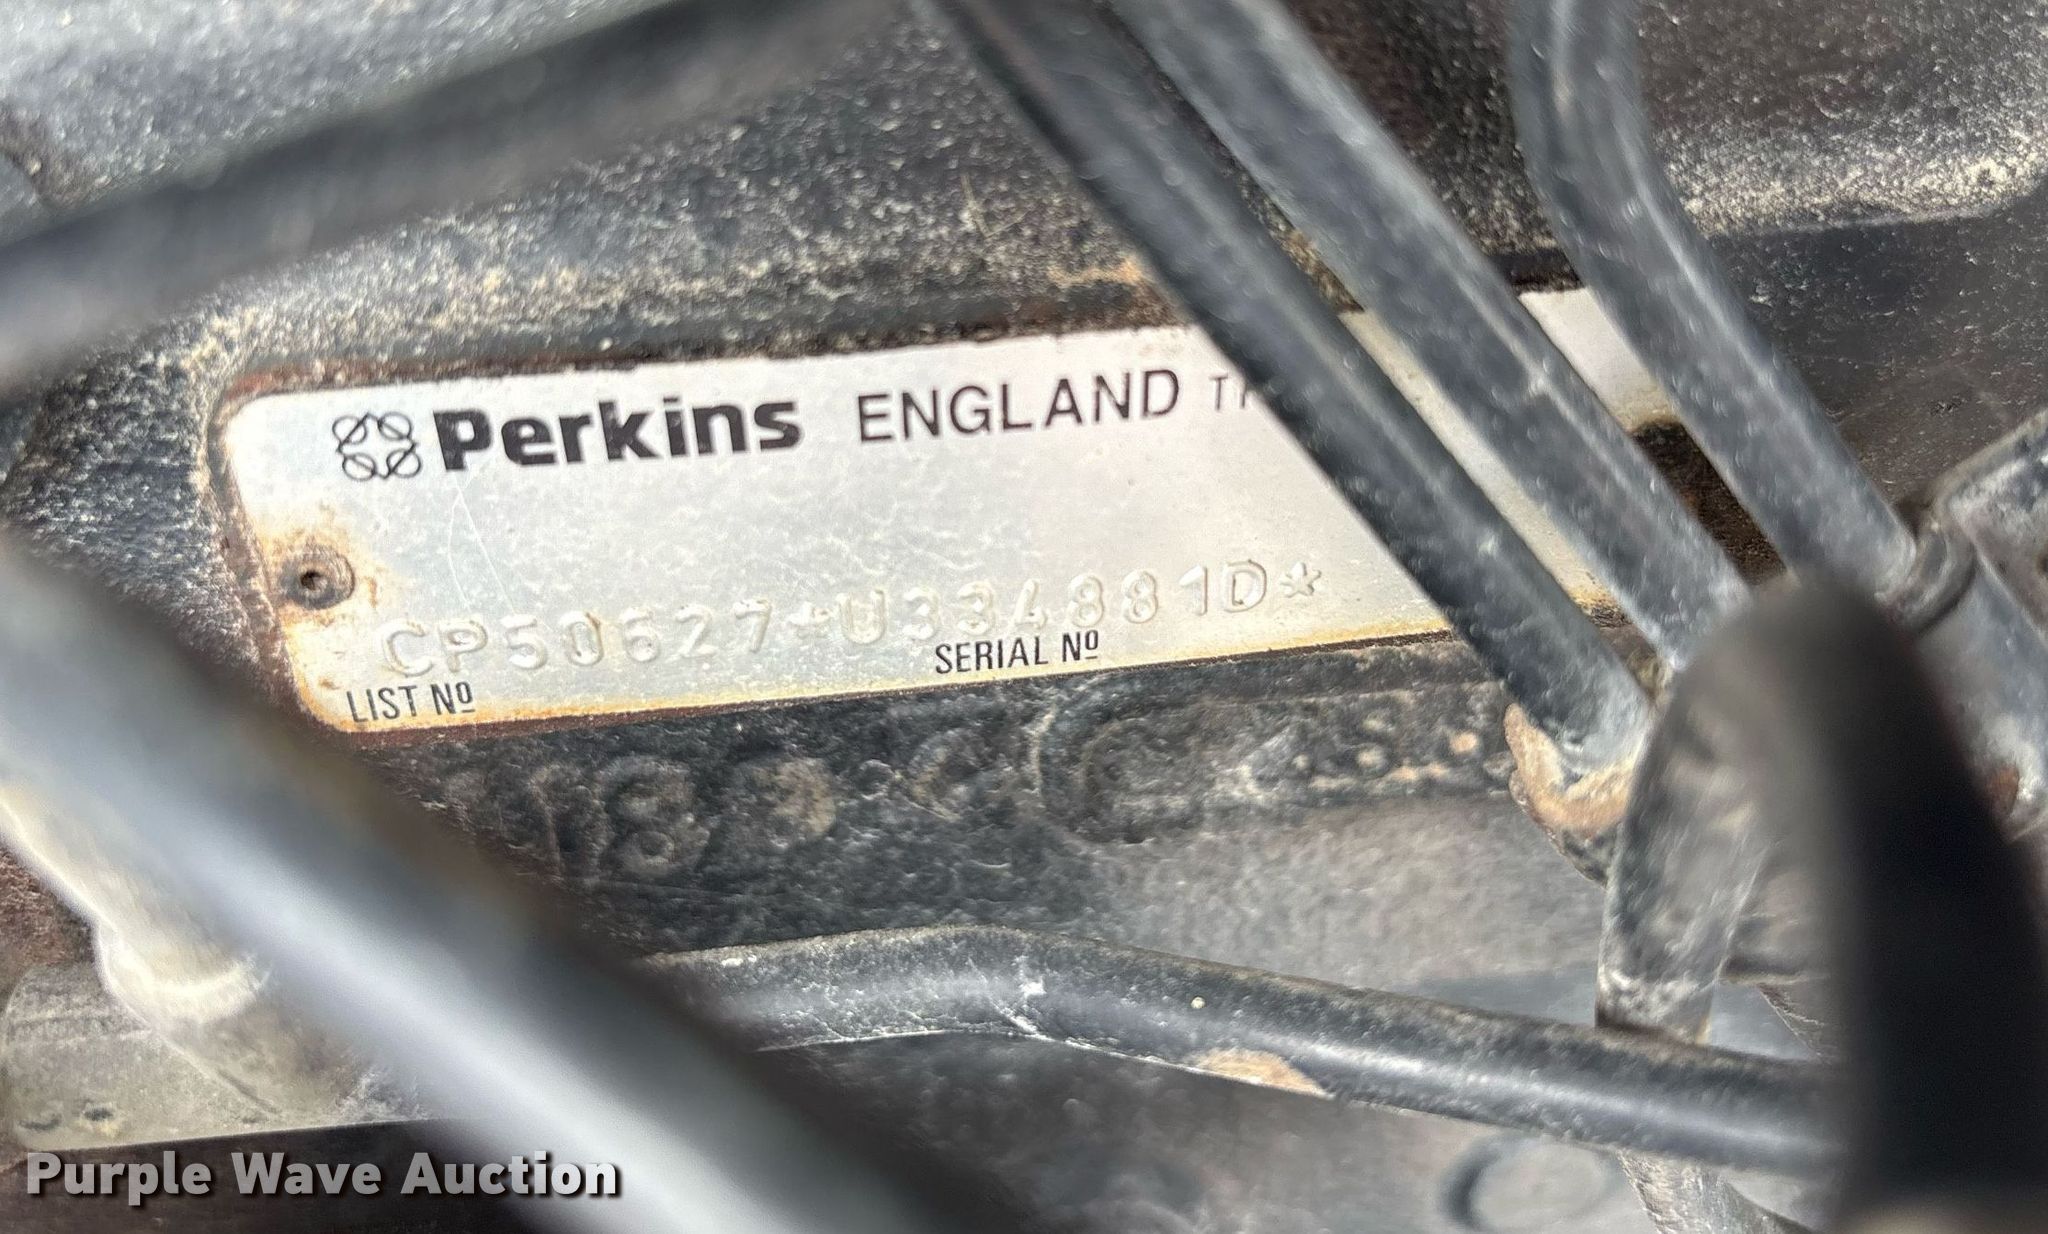 Perkins ENGLAND
CP50627*U334881D*
LIST Nº
SERIAL Nº
Purple Wave Auction